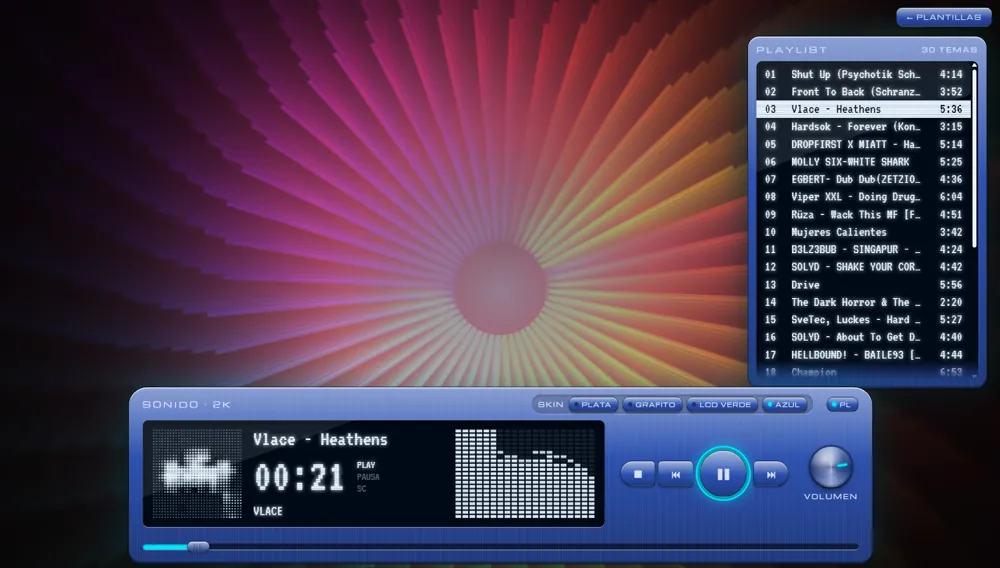 ← PLANTILLAS
PLAYLIST 30 TEMAS
01 Shut Up (Psychotik Sch… 4:14
02 Front To Back (Schranz… 3:52
03 Vlace - Heathens 5:36
04 Hardsok - Forever (Kon… 3:15
05 DROPFIRST X MIATT - Ha… 5:14
06 MOLLY SIX-WHITE SHARK 5:25
07 EGBERT- Dub Dub(ZETZIO… 4:36
08 Viper XXL - Doing Drug… 6:04
09 Rüza - Wack This MF [F… 4:51
10 Mujeres Calientes 3:42
11 B3LZ3BUB - SINGAPUR - … 4:24
12 SOLYD - SHAKE YOUR COR… 4:42
13 Drive 5:56
14 The Dark Horror & The … 2:20
15 SveTec, Luckes - Hard … 5:27
16 SOLYD - About To Get D… 4:40
17 HELLBOUND! - BAILE93 [… 4:44
18 Champion 6:53
SONIDO · 2K
SKIN PLATA GRAFITO LCD VERDE AZUL PL
Vlace - Heathens
00:21
PLAY
PAUSA
SC
VLACE
VOLUMEN